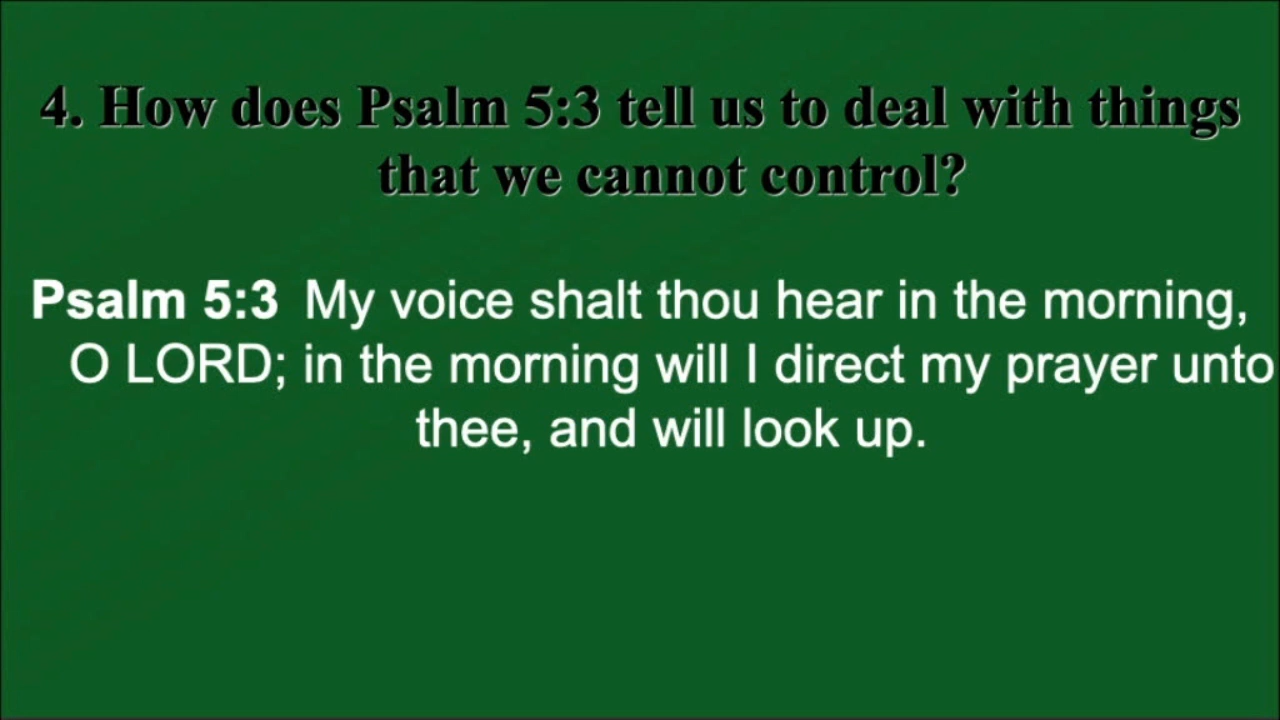 4. How does Psalm 5:3 tell us to deal with things
that we cannot control?
Psalm 5:3 My voice shalt thou hear in the morning,
O LORD; in the morning will I direct my prayer unto
thee, and will look up.